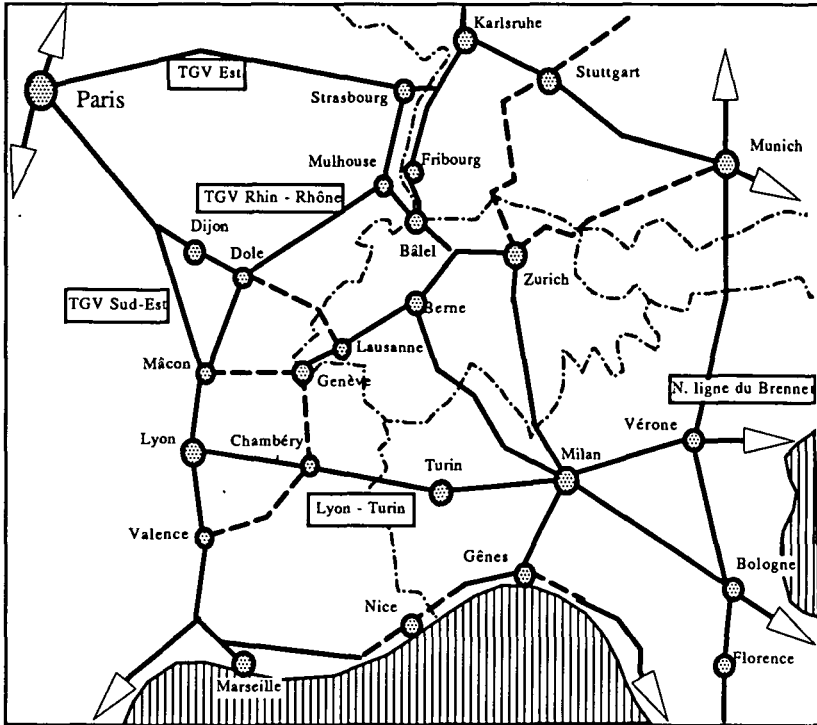 Karlsruhe
TGV Est
Stuttgart
Paris
Strasbourg
Munich
Mulhouse
Fribourg
TGV Rhin - Rhône
Dijon
Dole
Bâlel
Zurich
TGV Sud-Est
Berne
Lausanne
Mâcon
Genève
N. ligne du Brenner
Vérone
Lyon
Chambéry
Milan
Turin
Lyon - Turin
Valence
Gênes
Bologne
Nice
Florence
Marseille